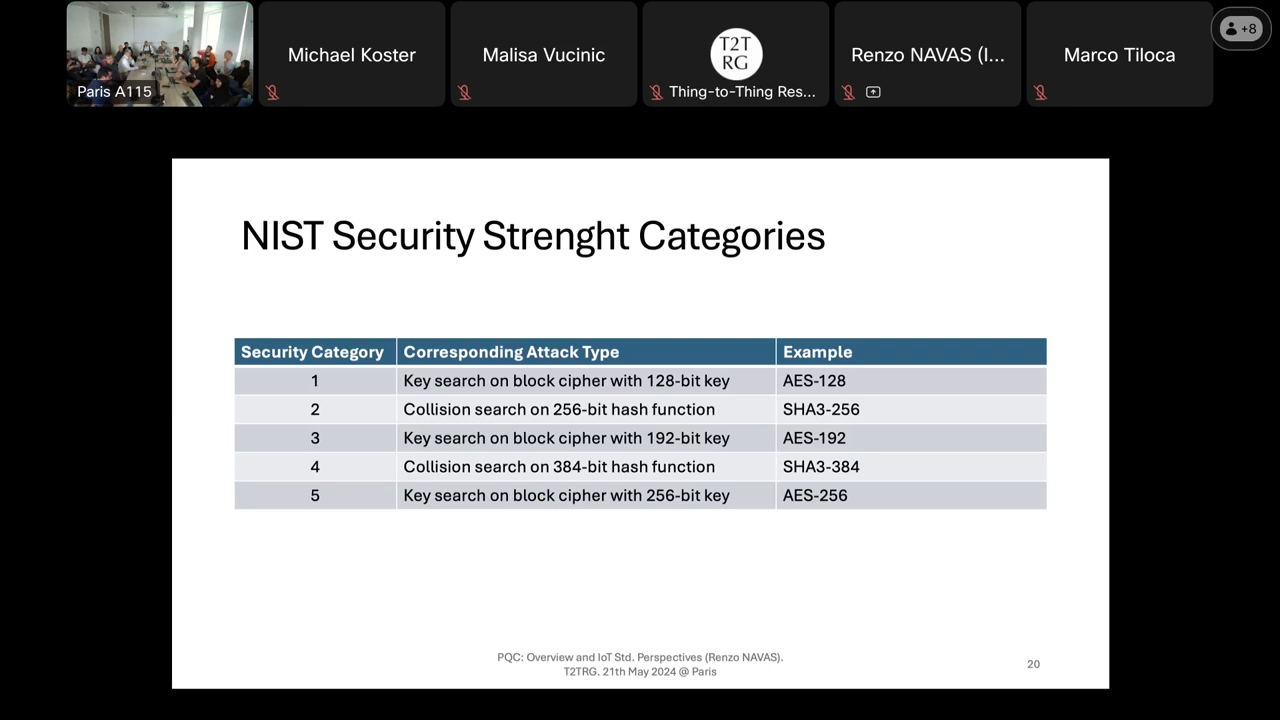 Paris A115
Michael Koster
Malisa Vucinic
T2T
RG
Thing-to-Thing Res...
Renzo NAVAS (I...
Marco Tiloca
+8
NIST Security Strenght Categories
Security Category Corresponding Attack Type Example
1 Key search on block cipher with 128-bit key AES-128
2 Collision search on 256-bit hash function SHA3-256
3 Key search on block cipher with 192-bit key AES-192
4 Collision search on 384-bit hash function SHA3-384
5 Key search on block cipher with 256-bit key AES-256
PQC: Overview and IoT Std. Perspectives (Renzo NAVAS).
T2TRG. 21th May 2024 @ Paris
20